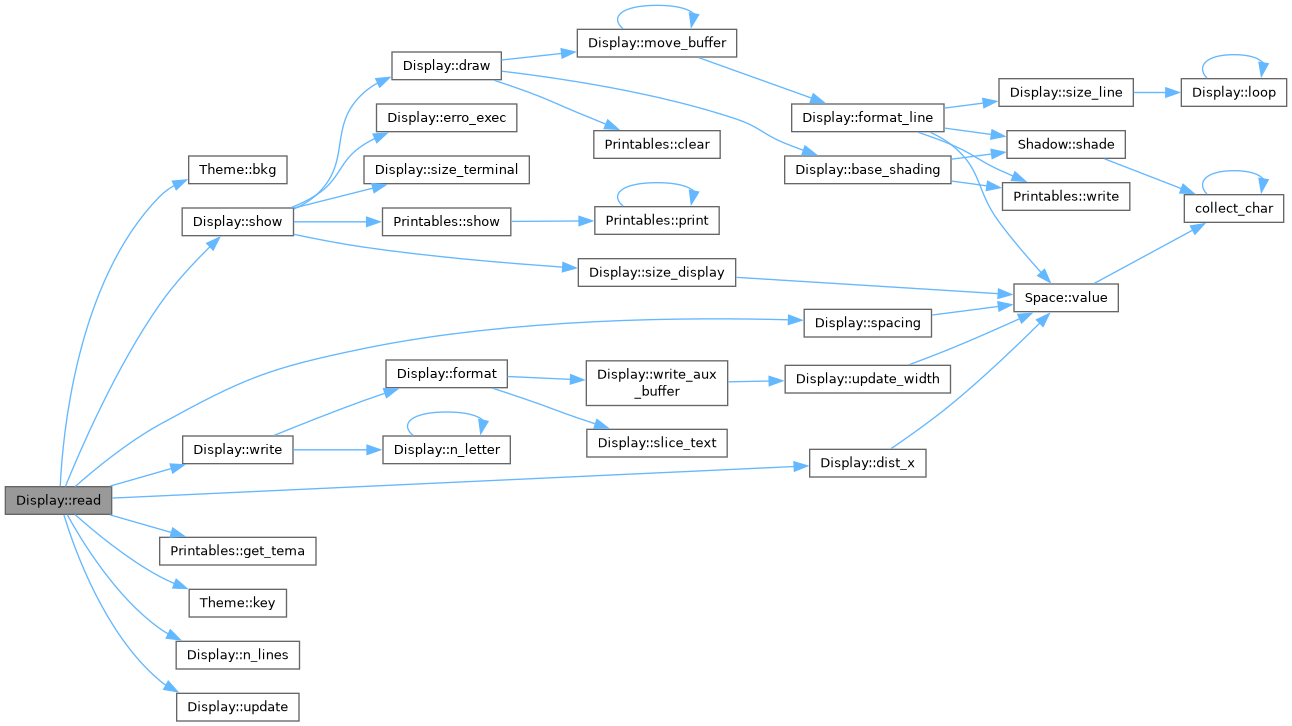 Display::read
Theme::bkg
Display::show
Display::draw
Display::move_buffer
Display::format_line
Display::size_line
Display::loop
Shadow::shade
collect_char
Printables::write
Space::value
Display::base_shading
Printables::clear
Display::erro_exec
Display::size_terminal
Printables::show
Printables::print
Display::size_display
Display::spacing
Display::write
Display::format
Display::write_aux
_buffer
Display::update_width
Display::slice_text
Display::n_letter
Display::dist_x
Printables::get_tema
Theme::key
Display::n_lines
Display::update